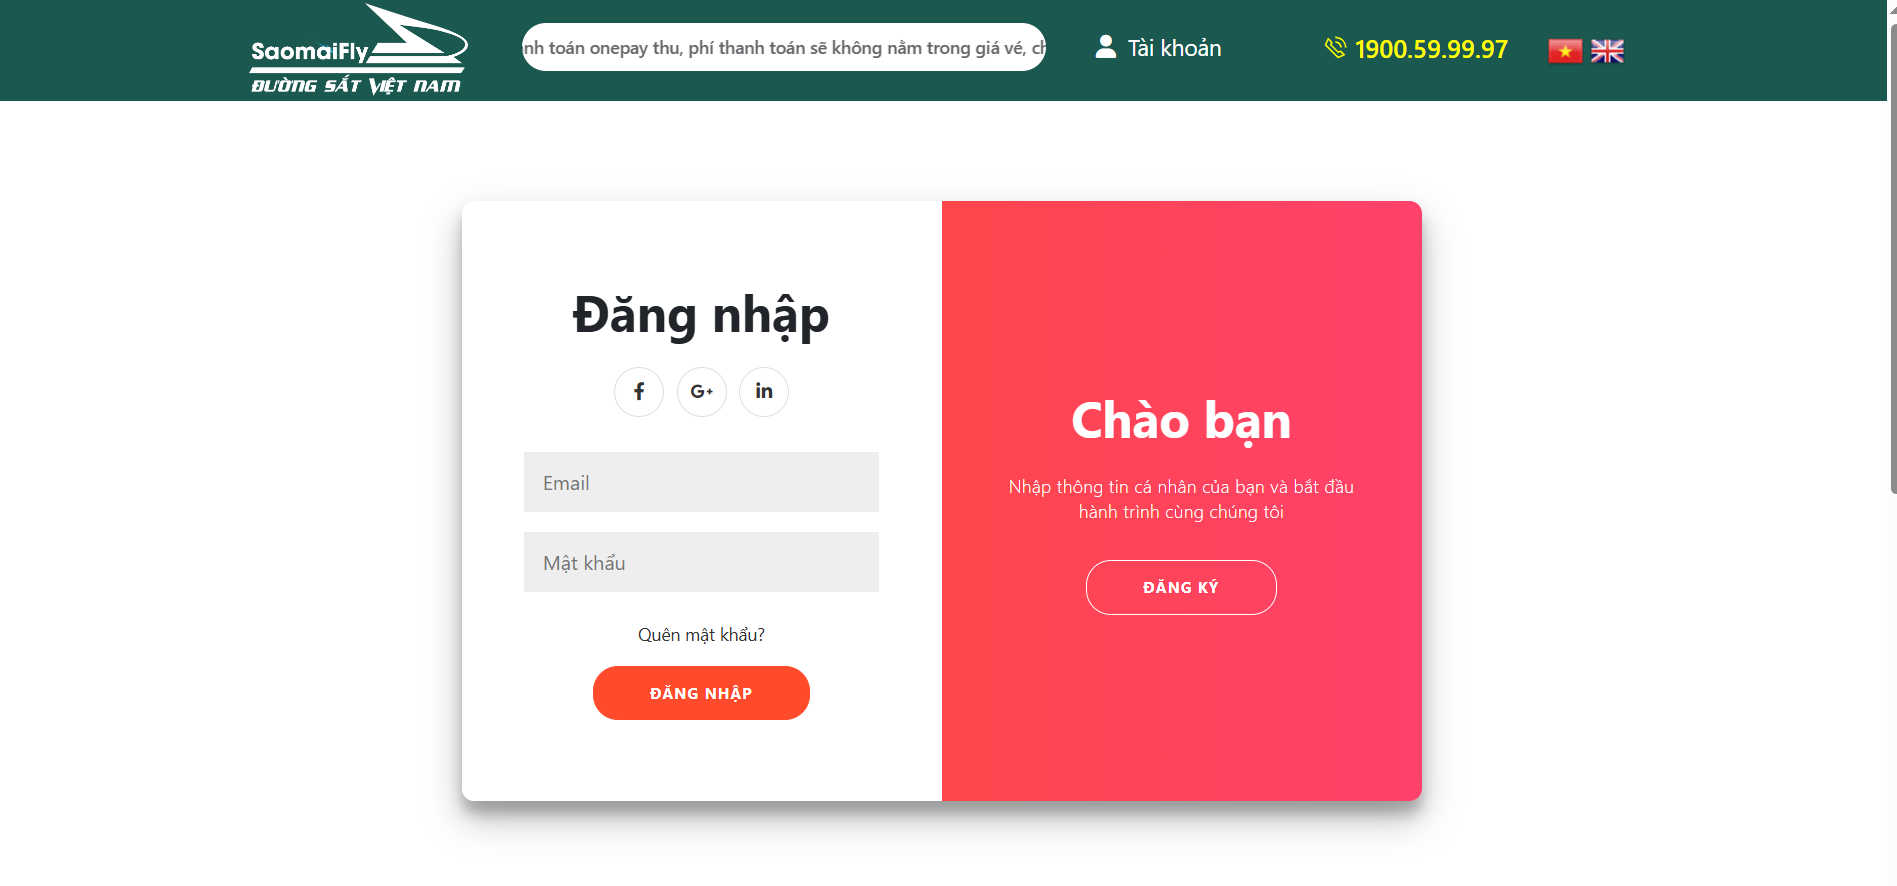 SaomaiFly
ĐƯỜNG SẮT VIỆT NAM
toán onepay thu, phí thanh toán sẽ không nằm trong giá vé,
Tài khoản
1900.59.99.97
Đăng nhập
f
G+
in
Email
Mật khẩu
Quên mật khẩu?
ĐĂNG NHẬP
Chào bạn
Nhập thông tin cá nhân của bạn và bắt đầu
hành trình cùng chúng tôi
ĐĂNG KÝ